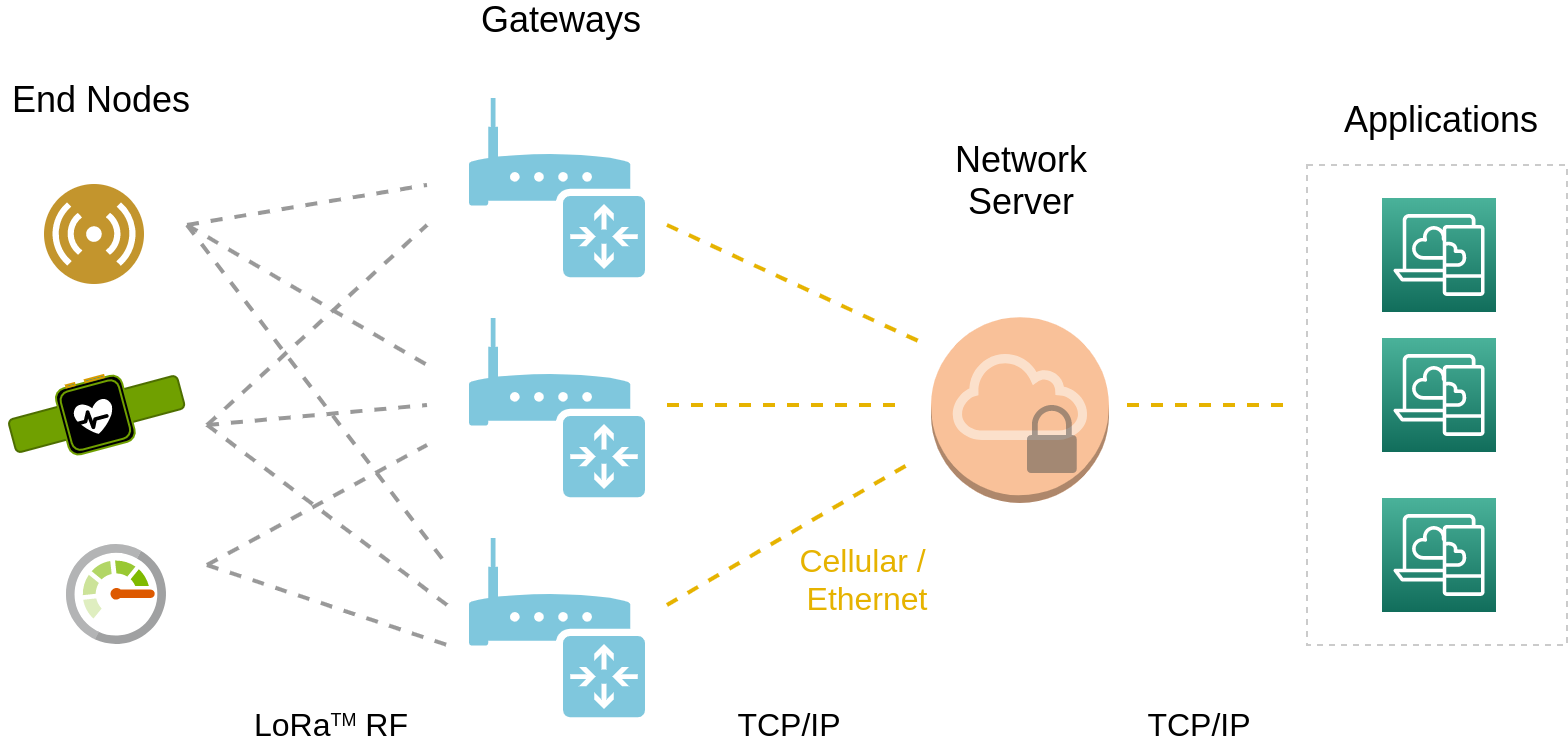 Gateways
End Nodes
Applications
Network
Server
Cellular /
Ethernet
LoRa™ RF
TCP/IP
TCP/IP